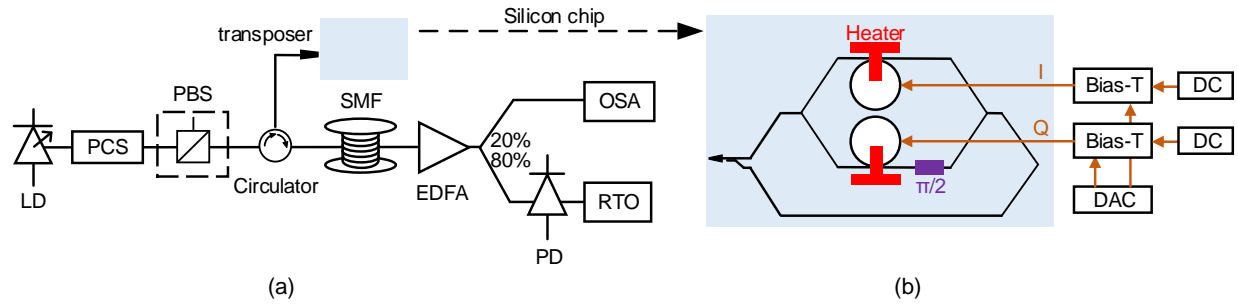 Silicon chip
transposer
Heater
PBS
SMF
OSA
I
Bias-T
DC
PCS
20%
80%
Q
Bias-T
DC
LD
Circulator
EDFA
RTO
π/2
DAC
PD
(a)
(b)